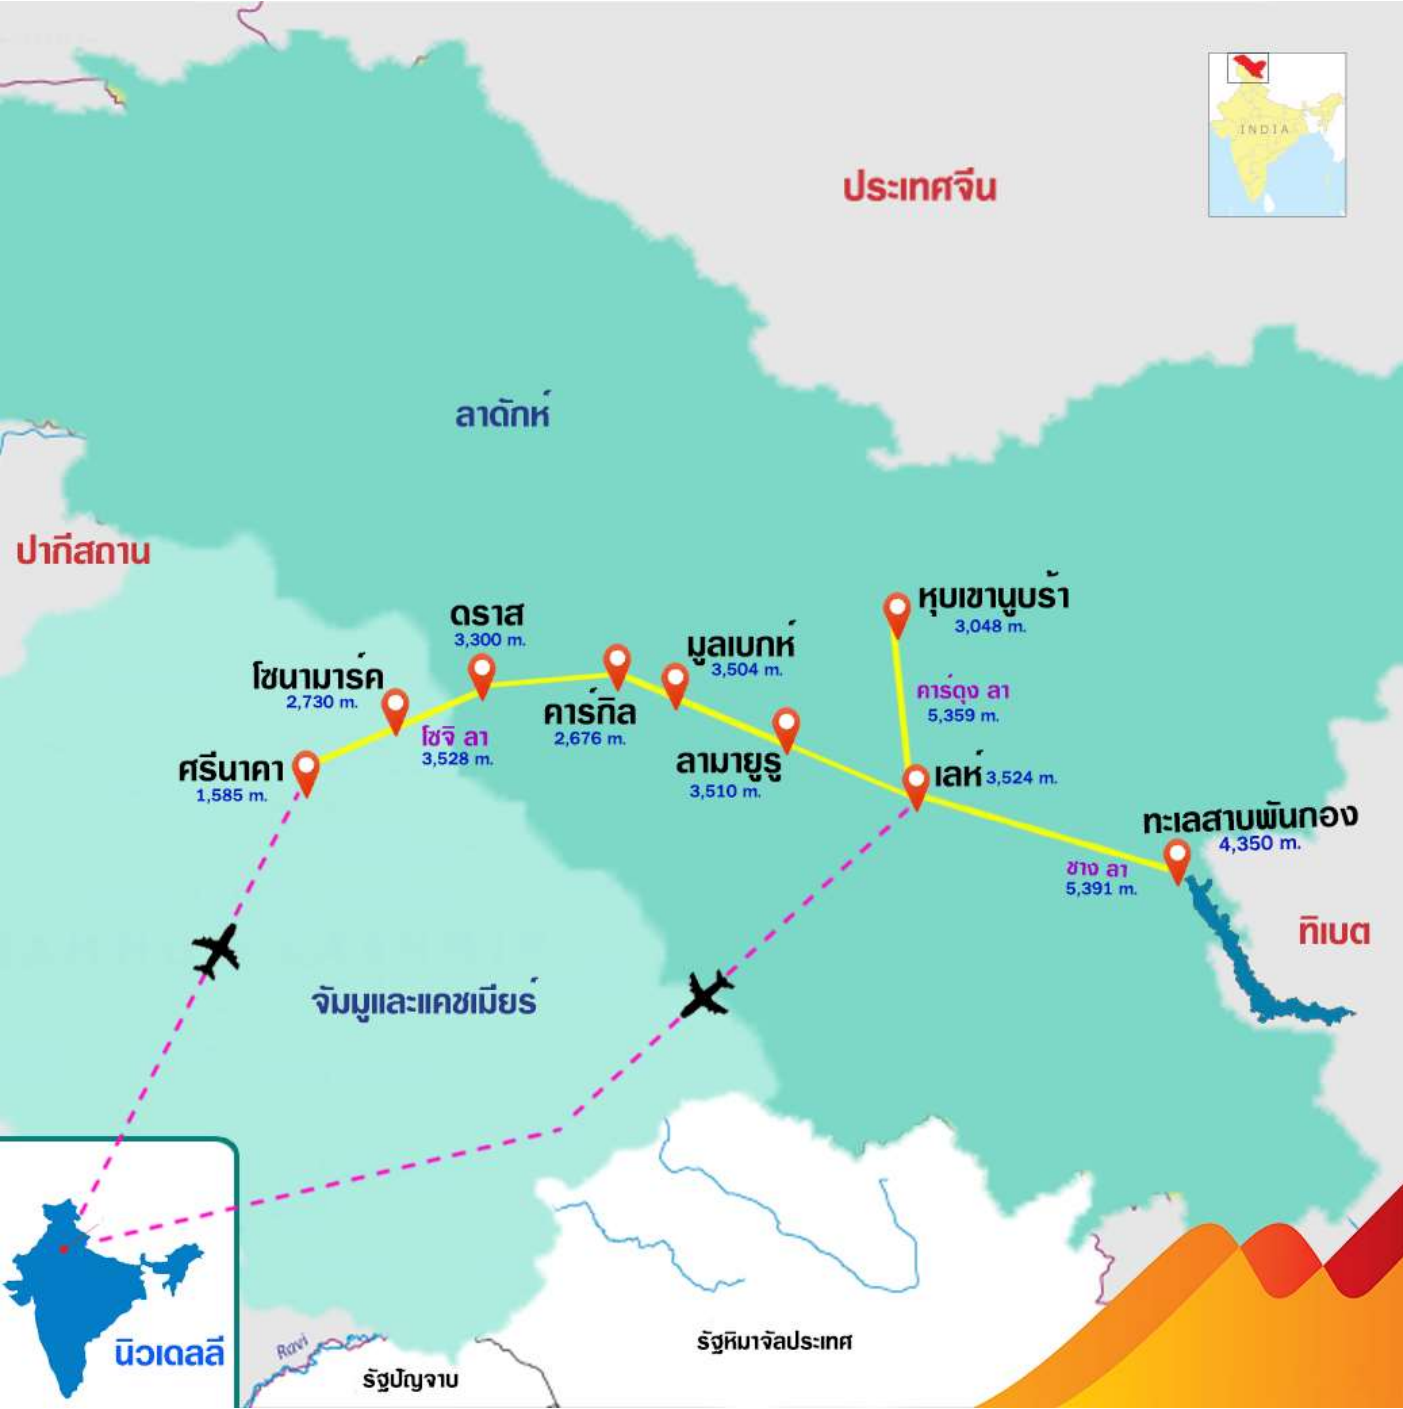 INDIA
ประเทศจีน
ลาดักห์
ปากีสถาน
หุบเขานูบร้า
3,048 m.
ดราส
3,300 m.
มูลเบกห์
3,504 m.
โซนามาร์ค
2,730 m.
คาร์ดุง ลา
5,359 m.
คาร์กิล
2,676 m.
โซจิ ลา
3,528 m.
ศรีนาคา
1,585 m.
ลามายูรู
3,510 m.
เลห์ 3,524 m.
ทะเลสาบพันกอง
4,350 m.
ชาง ลา
5,391 m.
ทิเบต
จัมมูและแคชเมียร์
นิวเดลลี
Ravi
รัฐหิมาจัลประเทศ
รัฐปัญจาบ